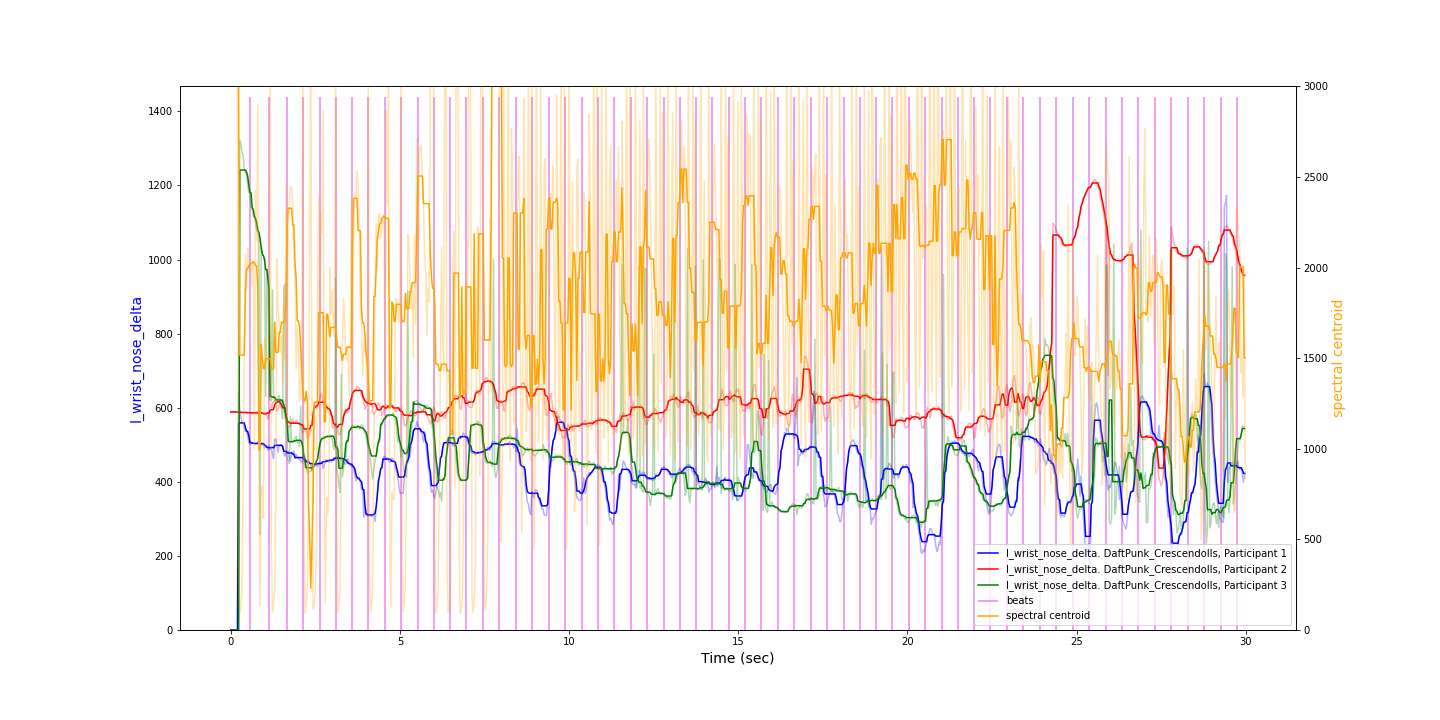 1400
1200
1000
800
600
400
200
0
l_wrist_nose_delta
3000
2500
2000
1500
1000
500
0
spectral centroid
l_wrist_nose_delta. DaftPunk_Crescendolls, Participant 1
l_wrist_nose_delta. DaftPunk_Crescendolls, Participant 2
l_wrist_nose_delta. DaftPunk_Crescendolls, Participant 3
beats
spectral centroid
0 5 10 15 20 25 30
Time (sec)